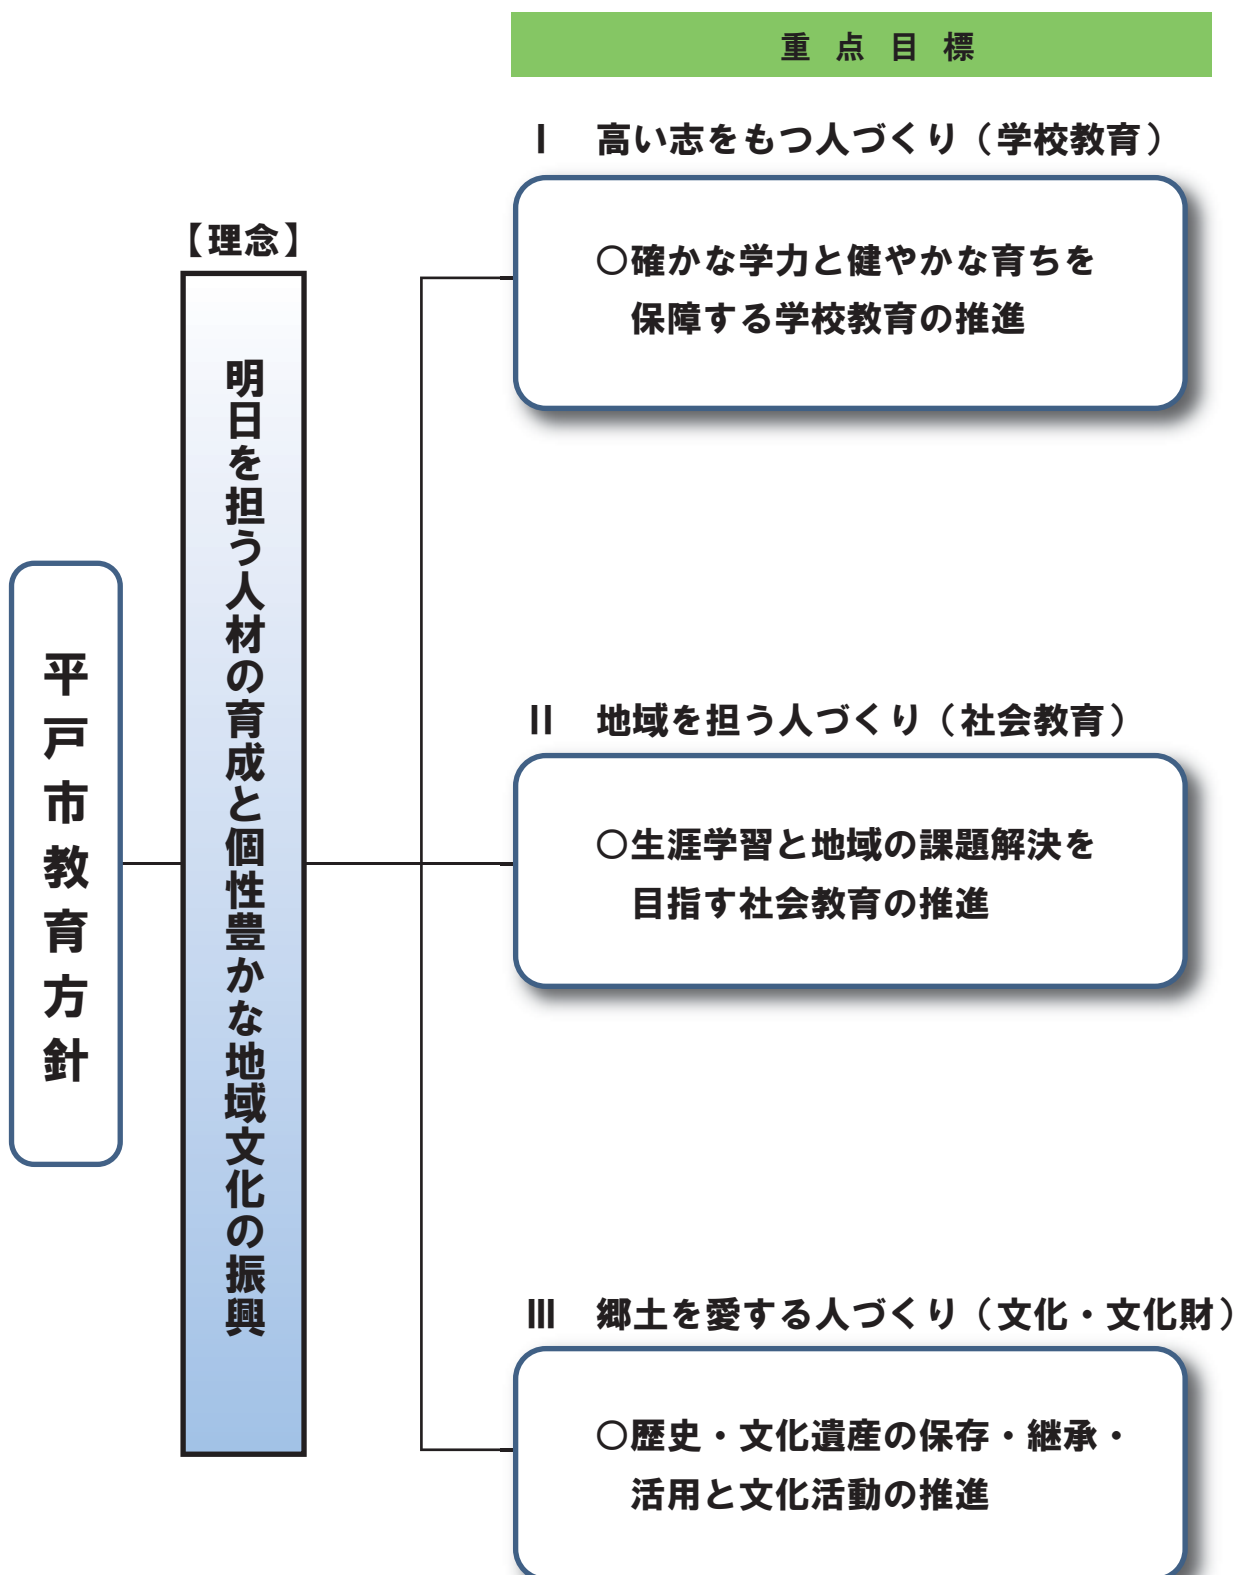 重点目標
Ⅰ　高い志をもつ人づくり（学校教育）
○確かな学力と健やかな育ちを
保障する学校教育の推進
【理念】
明日を担う人材の育成と個性豊かな地域文化の振興
平戸市教育方針
Ⅱ　地域を担う人づくり（社会教育）
○生涯学習と地域の課題解決を
目指す社会教育の推進
Ⅲ　郷土を愛する人づくり（文化・文化財）
○歴史・文化遺産の保存・継承・
活用と文化活動の推進